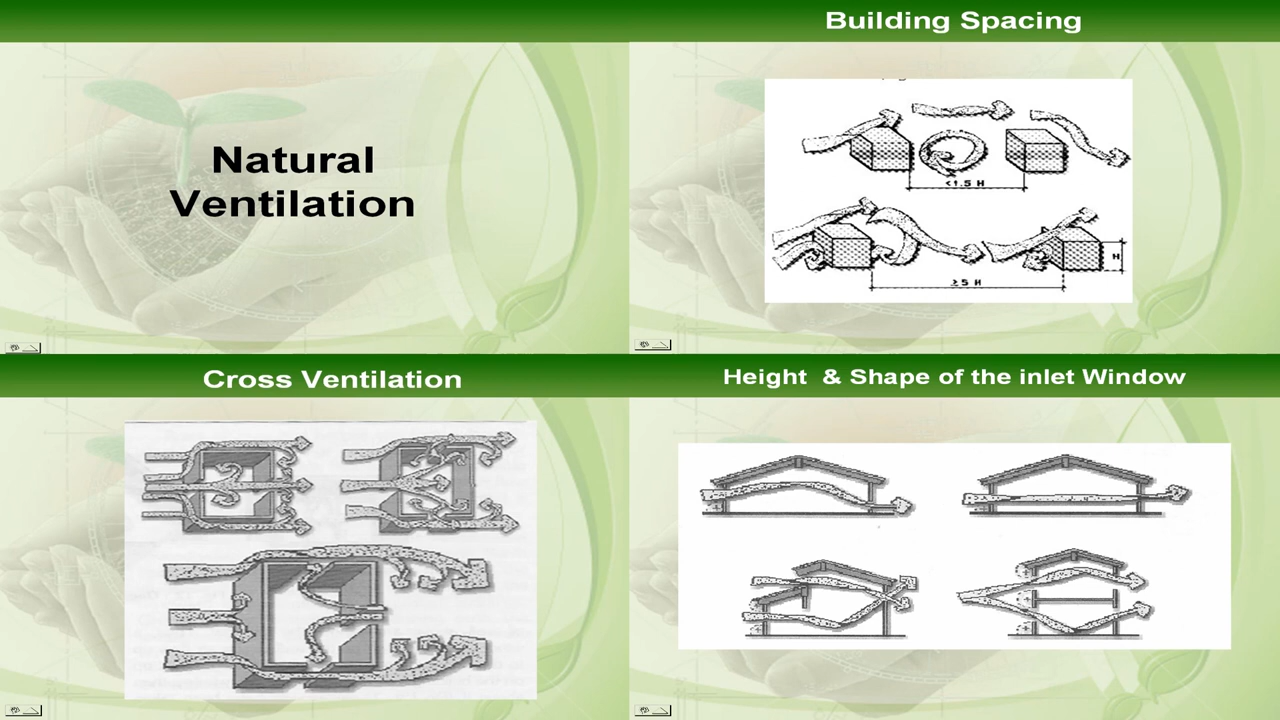 Natural
Ventilation
Building Spacing
<1.5 H
H
≥5 H
Cross Ventilation
Height & Shape of the inlet Window